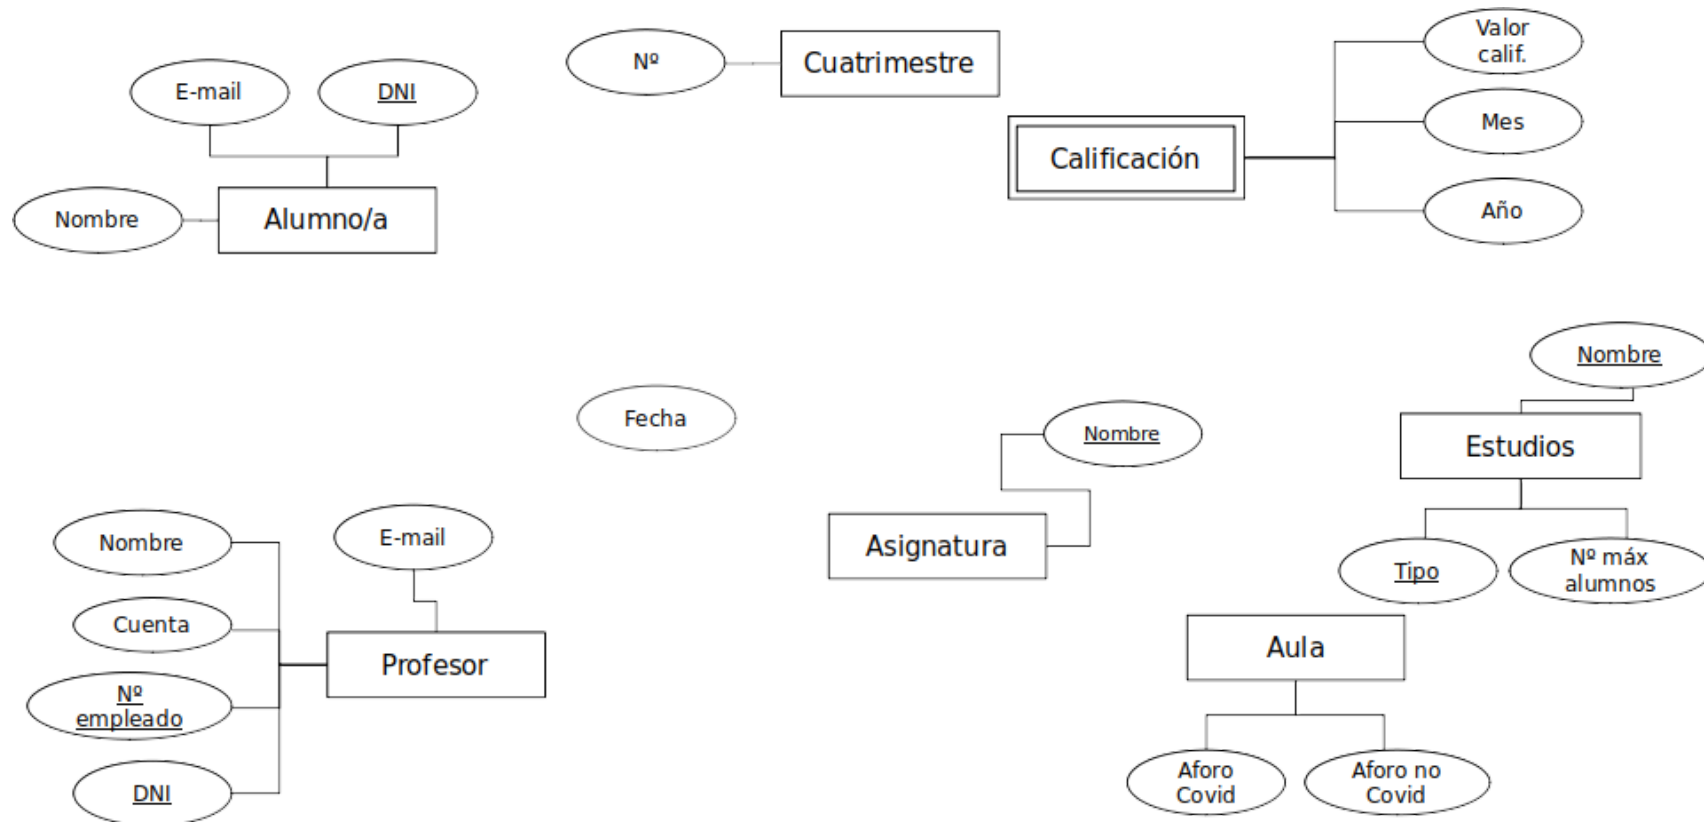 Nº
Cuatrimestre
Valor
calif.
E-mail
DNI
Mes
Calificación
Nombre
Alumno/a
Año
Nombre
Fecha
Nombre
Estudios
Nombre
E-mail
Asignatura
Tipo
Nº máx
alumnos
Cuenta
Profesor
Aula
Nº
empleado
DNI
Aforo
Covid
Aforo no
Covid